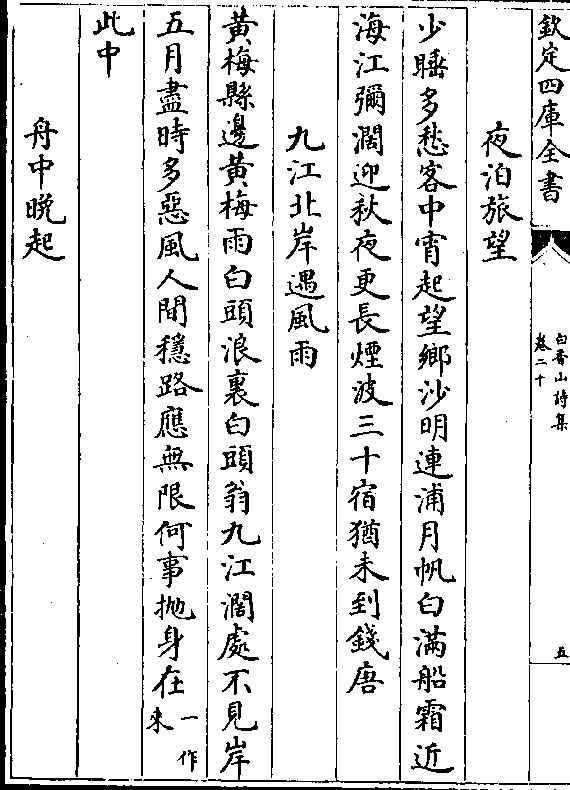 欽定四庫全書
白香山詩集
卷二十
五
夜泊旅望
少睡多愁客中宵起望鄉沙明連浦月帆白滿船霜近
海江彌濶迎秋夜更長煙波三十宿猶未到錢唐
九江北岸遇風雨
黃梅縣邊黃梅雨白頭浪裏白頭翁九江濶處不見岸
五月盡時多惡風人間穩路應無限何事抛身在一作來
此中
舟中晚起